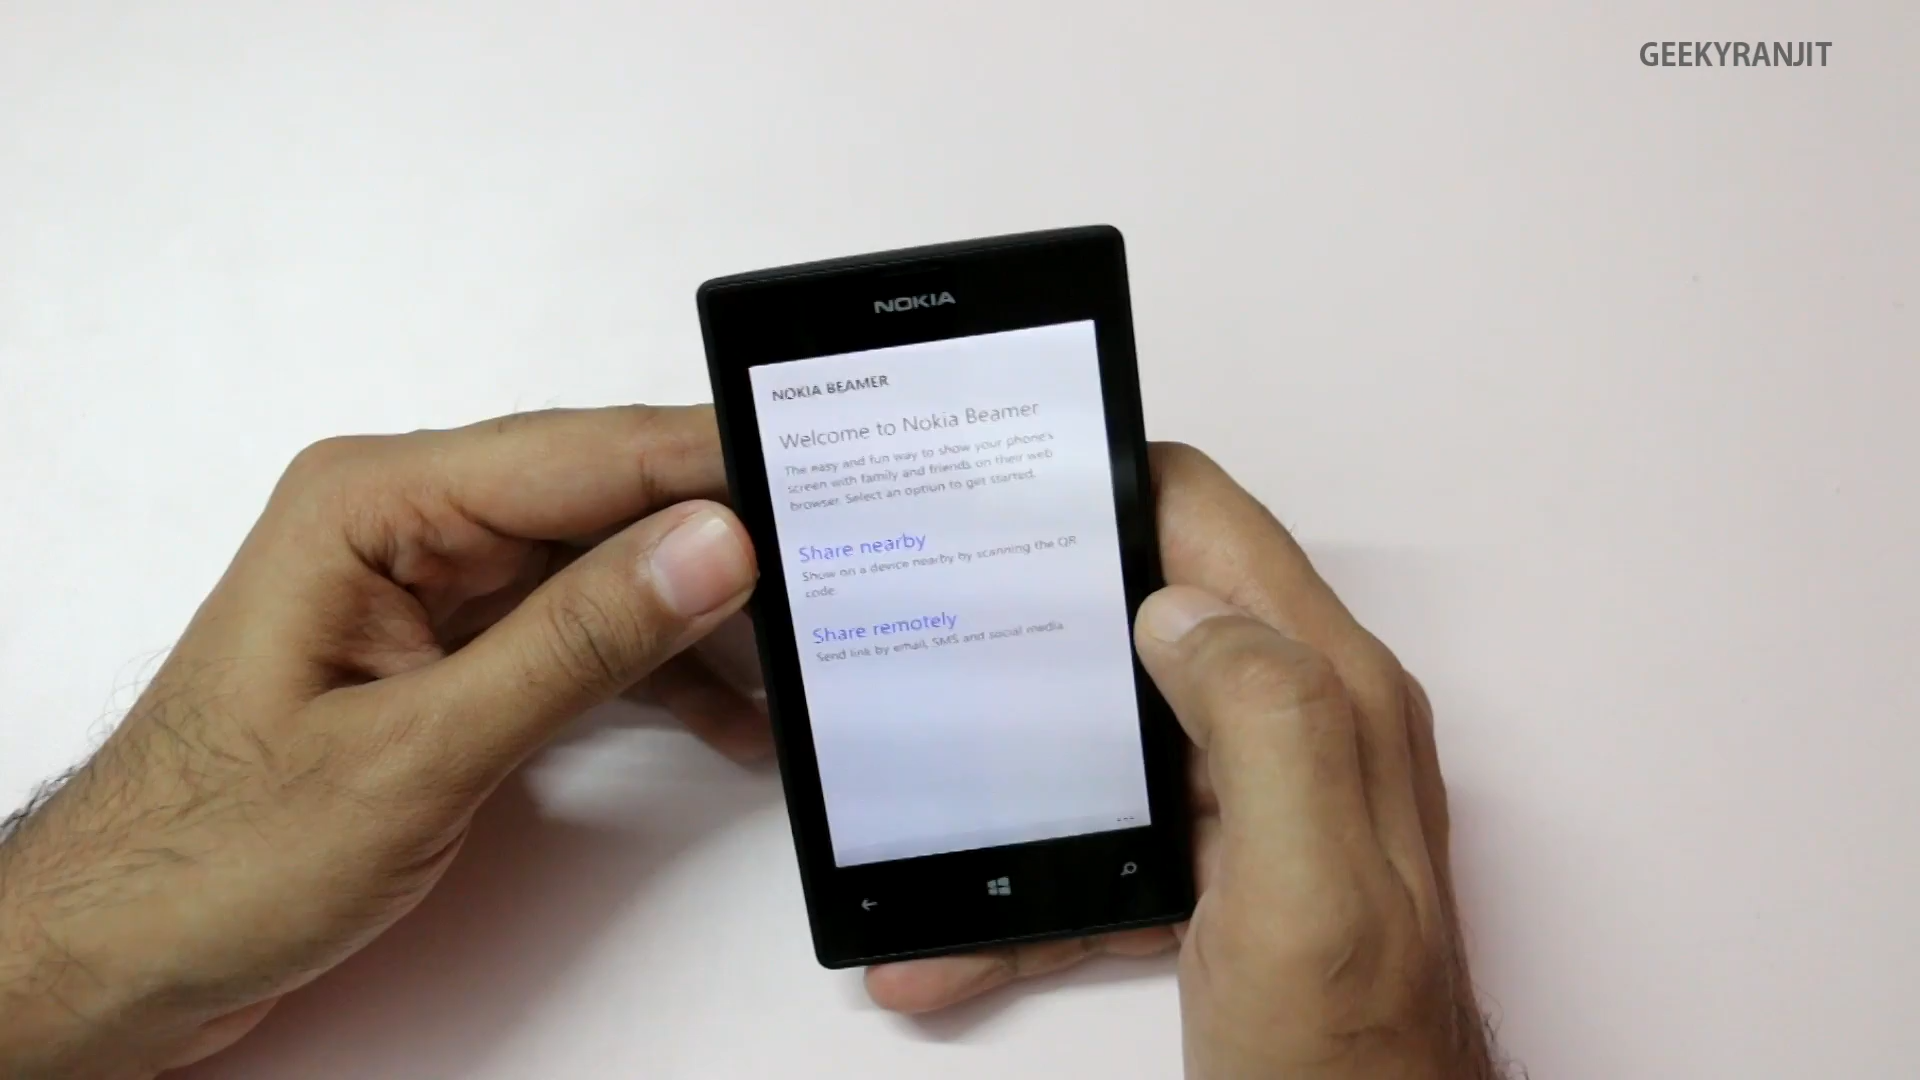 GEEKYRANJIT
NOKIA
NOKIA BEAMER
Welcome to Nokia Beamer
The easy and fun way to show your phone's
screen with family and friends on their web
browser. Select an option to get started.
Share nearby
Show on a device nearby by scanning the QR
code.
Share remotely
Send link by email, SMS and social media